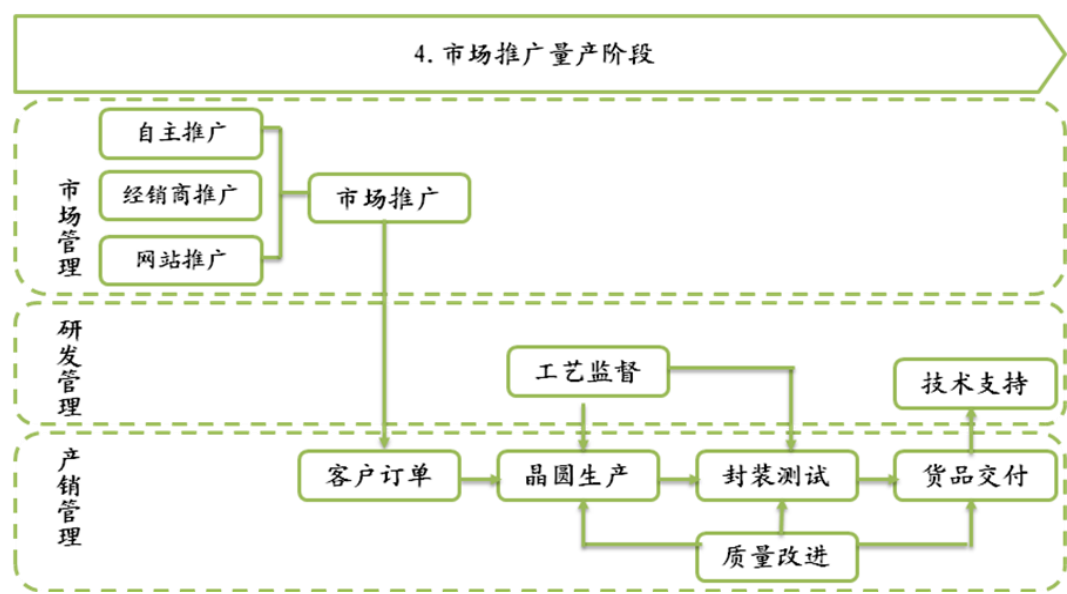 4. 市场推广量产阶段
市场管理
自主推广
经销商推广
网站推广
市场推广
研发管理
工艺监督
技术支持
产销管理
客户订单
晶圆生产
封装测试
货品交付
质量改进